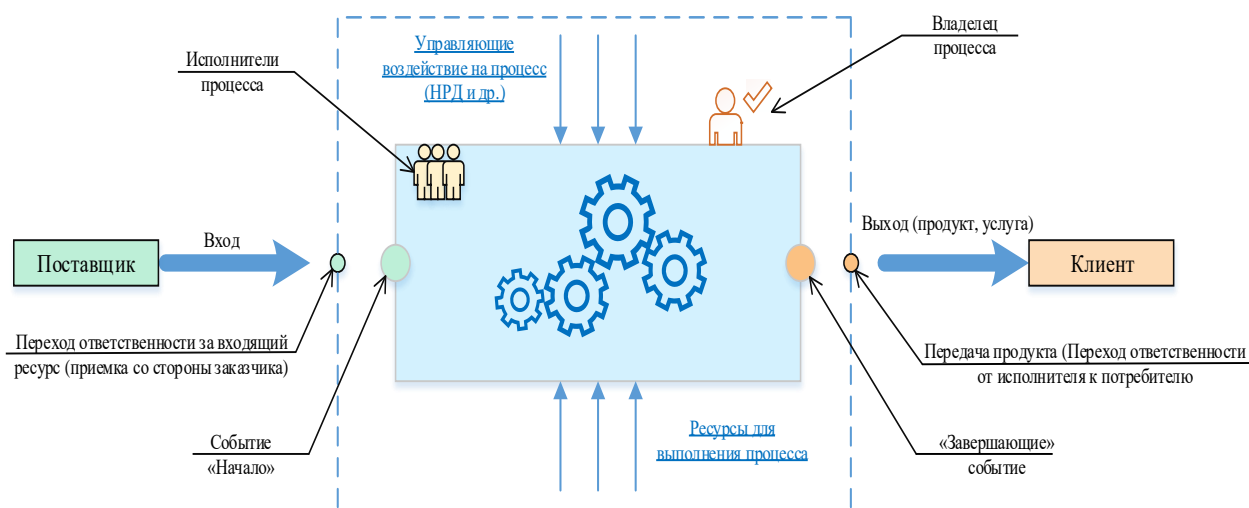 Управляющие
воздействие на процесс
(НРД и др.)
Владелец
процесса
Исполнители
процесса
Вход
Поставщик
Выход (продукт, услуга)
Клиент
Переход ответственности за входящий
ресурс (приемка со стороны заказчика)
Передача продукта (Переход ответственности
от исполнителя к потребителю
Событие
«Начало»
Ресурсы для
выполнения процесса
«Завершающие»
событие